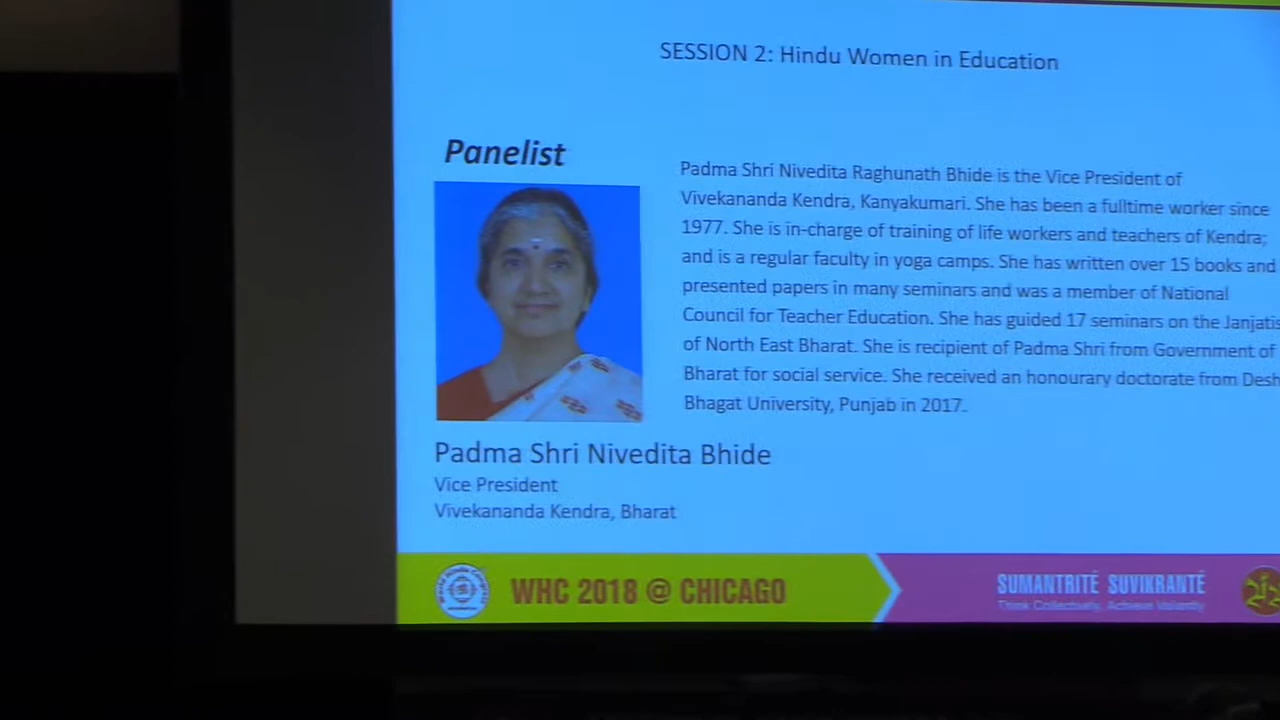 SESSION 2: Hindu Women in Education
Panelist
Padma Shri Nivedita Raghunath Bhide is the Vice President of
Vivekananda Kendra, Kanyakumari. She has been a fulltime worker since
1977. She is in-charge of training of life workers and teachers of Kendra;
and is a regular faculty in yoga camps. She has written over 15 books and
presented papers in many seminars and was a member of National
Council for Teacher Education. She has guided 17 seminars on the Janjatis
of North East Bharat. She is recipient of Padma Shri from Government of
Bharat for social service. She received an honourary doctorate from Desh
Bhagat University, Punjab in 2017.
Padma Shri Nivedita Bhide
Vice President
Vivekananda Kendra, Bharat
WHC 2018 @ CHICAGO
SUMANTRITÉ SUVIKRANTÉ
Think Collectively, Achieve Valiantly